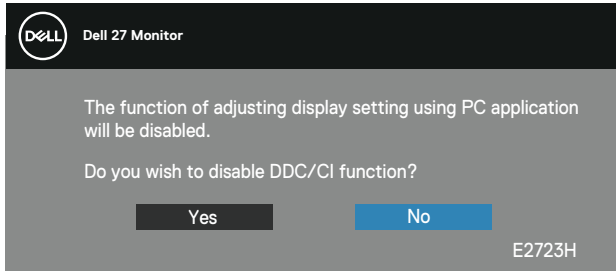 DELL
Dell 27 Monitor
The function of adjusting display setting using PC application
will be disabled.
Do you wish to disable DDC/CI function?
Yes
No
E2723H